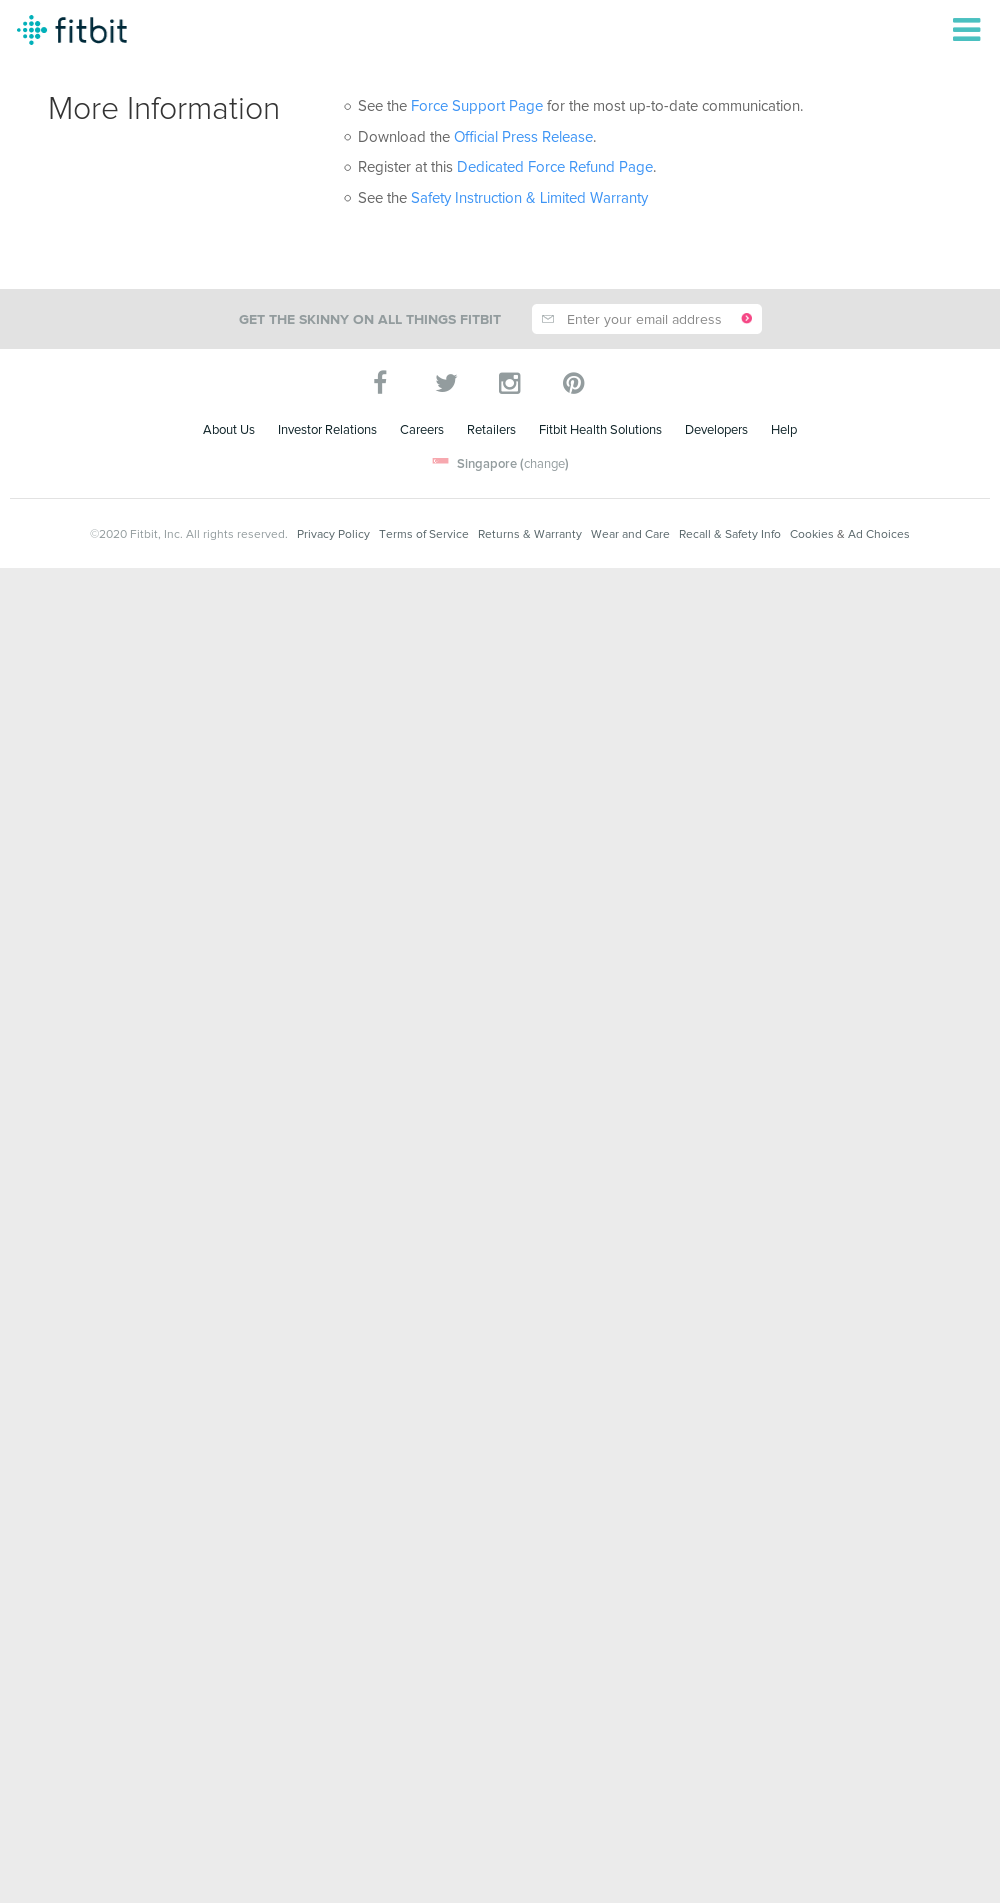 fitbit
More Information
See the Force Support Page for the most up-to-date communication.
Download the Official Press Release.
Register at this Dedicated Force Refund Page.
See the Safety Instruction & Limited Warranty
GET THE SKINNY ON ALL THINGS FITBIT Enter your email address
About Us Investor Relations Careers Retailers Fitbit Health Solutions Developers Help
Singapore (change)
©2020 Fitbit, Inc. All rights reserved. Privacy Policy Terms of Service Returns & Warranty Wear and Care Recall & Safety Info Cookies & Ad Choices